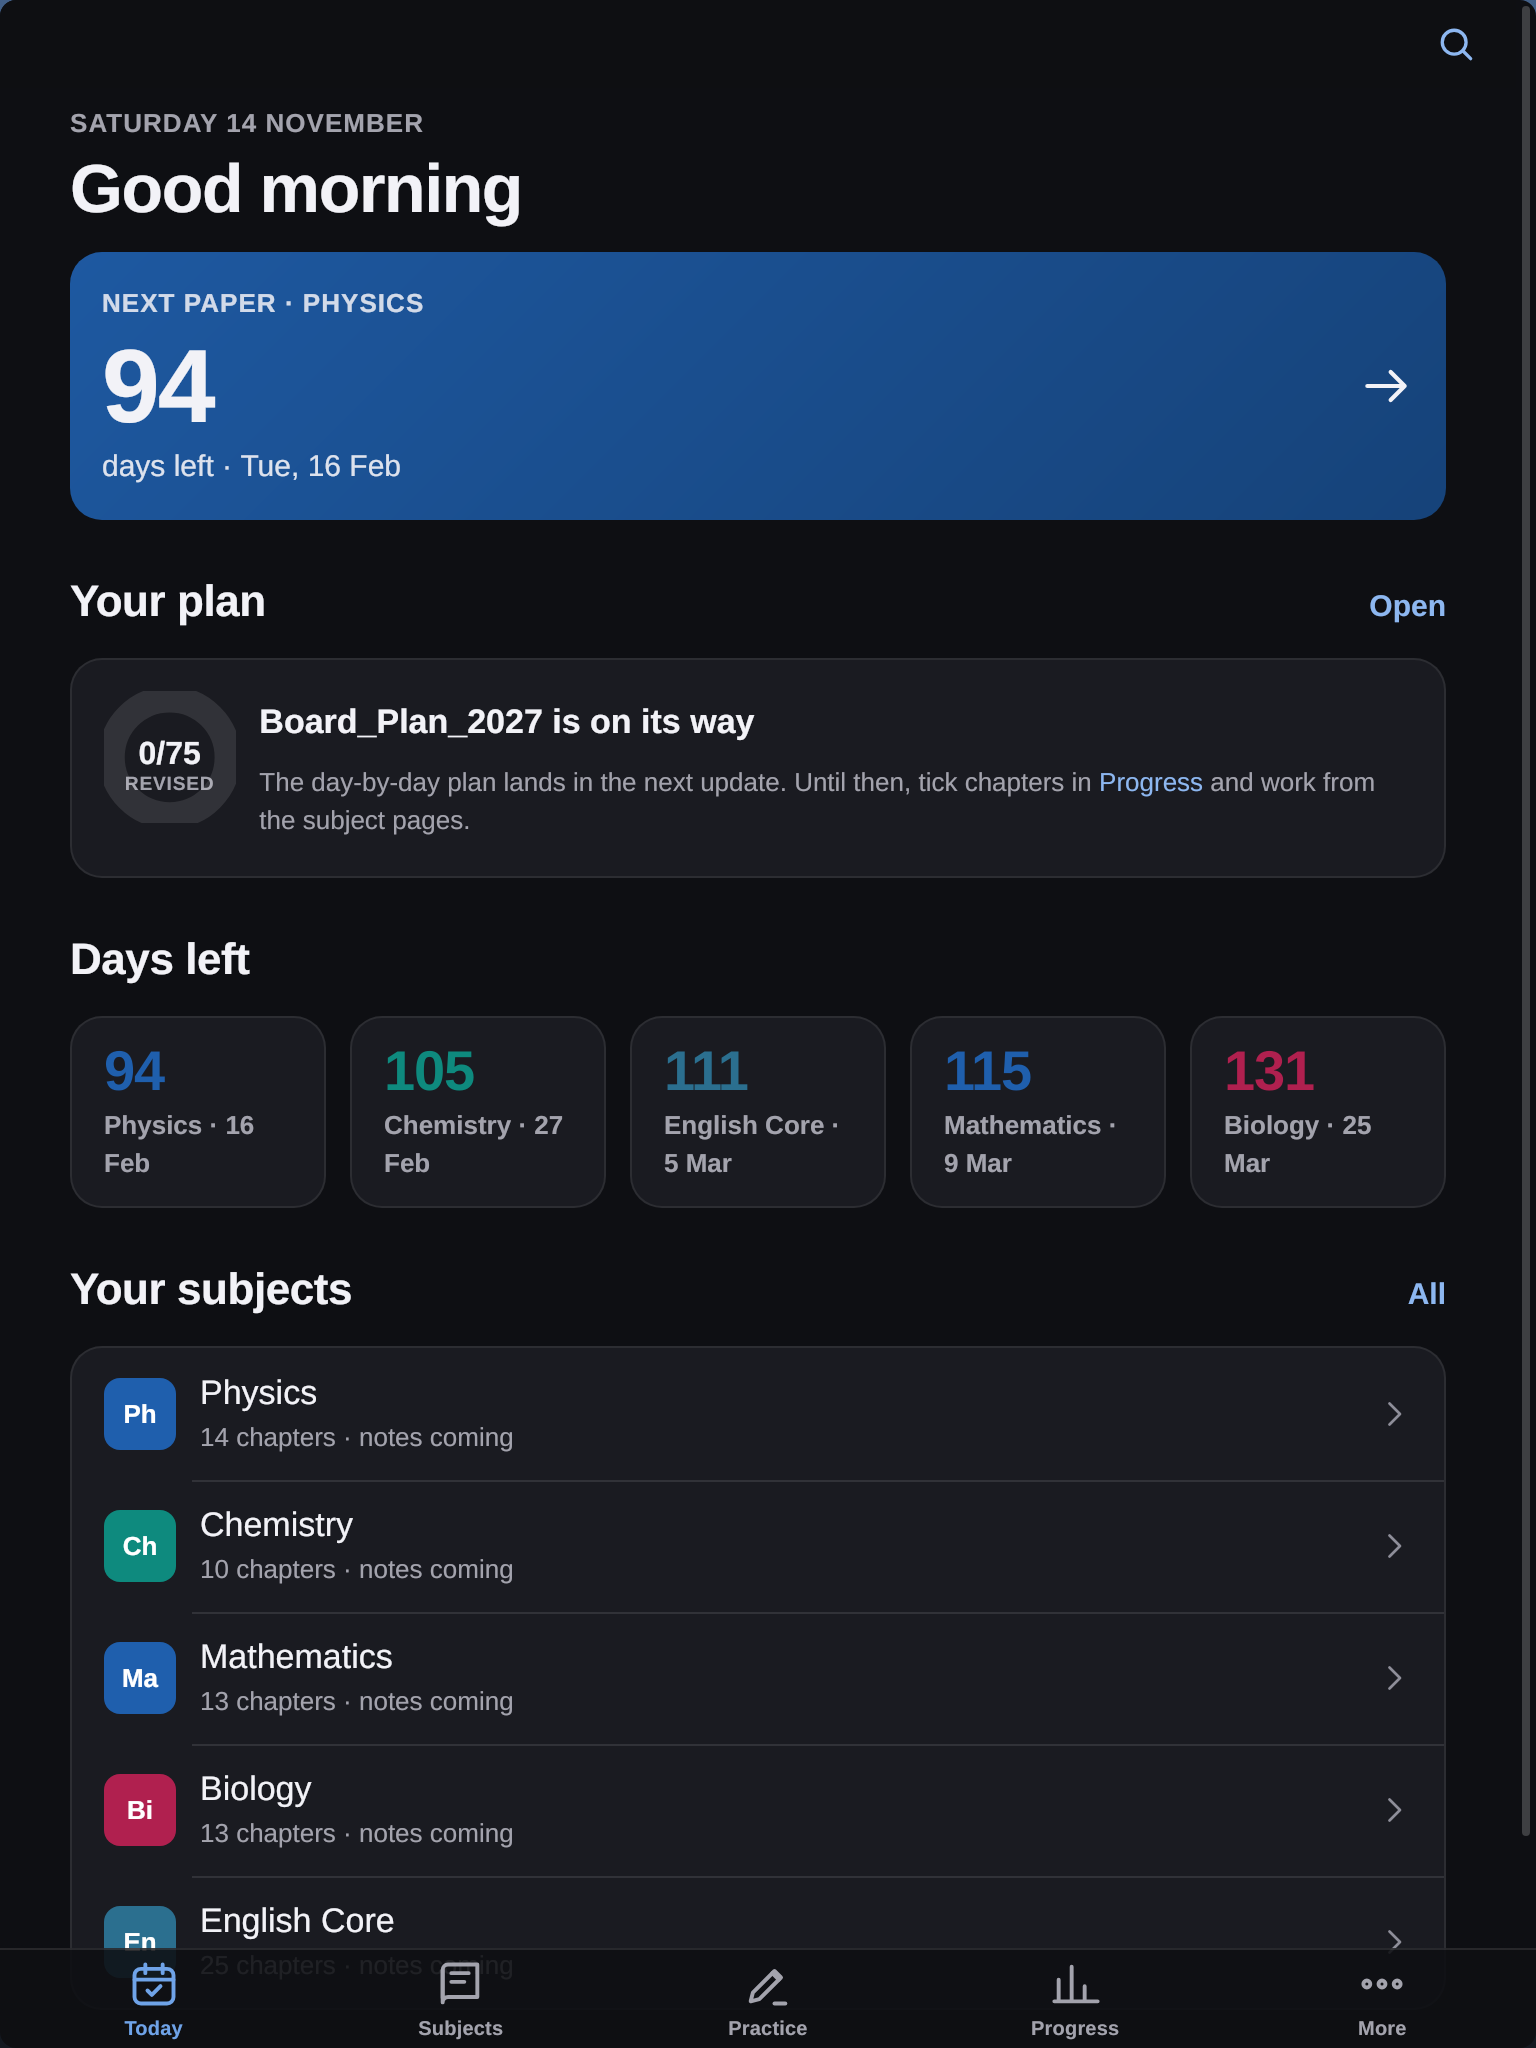 SATURDAY 14 NOVEMBER
Good morning
NEXT PAPER · PHYSICS
94
days left · Tue, 16 Feb
Your plan
Open
0/75
REVISED
Board_Plan_2027 is on its way
The day-by-day plan lands in the next update. Until then, tick chapters in Progress and work from
the subject pages.
Days left
94
Physics · 16
Feb
105
Chemistry · 27
Feb
111
English Core ·
5 Mar
115
Mathematics ·
9 Mar
131
Biology · 25
Mar
Your subjects
All
Ph
Physics
14 chapters · notes coming
Ch
Chemistry
10 chapters · notes coming
Ma
Mathematics
13 chapters · notes coming
Bi
Biology
13 chapters · notes coming
En
English Core
25 chapters · notes coming
Today
Subjects
Practice
Progress
More